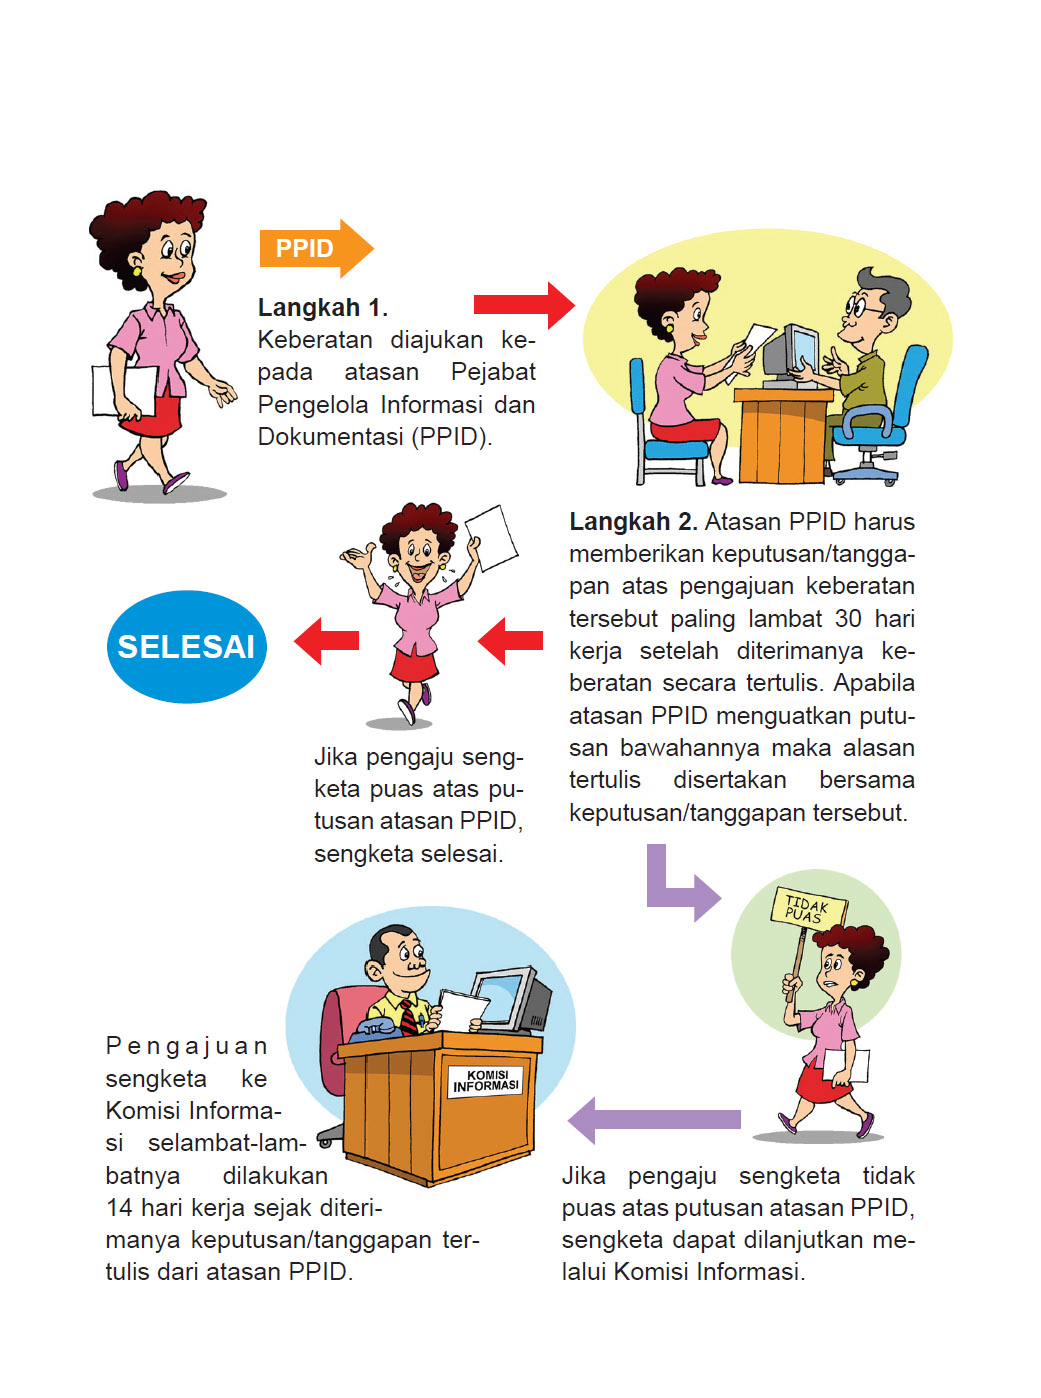 PPID
Langkah 1.
Keberatan diajukan ke-
pada atasan Pejabat
Pengelola Informasi dan
Dokumentasi (PPID).
Langkah 2. Atasan PPID harus
memberikan keputusan/tangga-
pan atas pengajuan keberatan
tersebut paling lambat 30 hari
kerja setelah diterimanya ke-
beratan secara tertulis. Apabila
atasan PPID menguatkan putu-
san bawahannya maka alasan
tertulis disertakan bersama
keputusan/tanggapan tersebut.
SELESAI
Jika pengaju seng-
keta puas atas pu-
tusan atasan PPID,
sengketa selesai.
TIDAK
PUAS
Jika pengaju sengketa tidak
puas atas putusan atasan PPID,
sengketa dapat dilanjutkan me-
lalui Komisi Informasi.
KOMISI
INFORMASI
Pengajuan
sengketa ke
Komisi Informa-
si selambat-lam-
batnya dilakukan
14 hari kerja sejak diteri-
manya keputusan/tanggapan ter-
tulis dari atasan PPID.